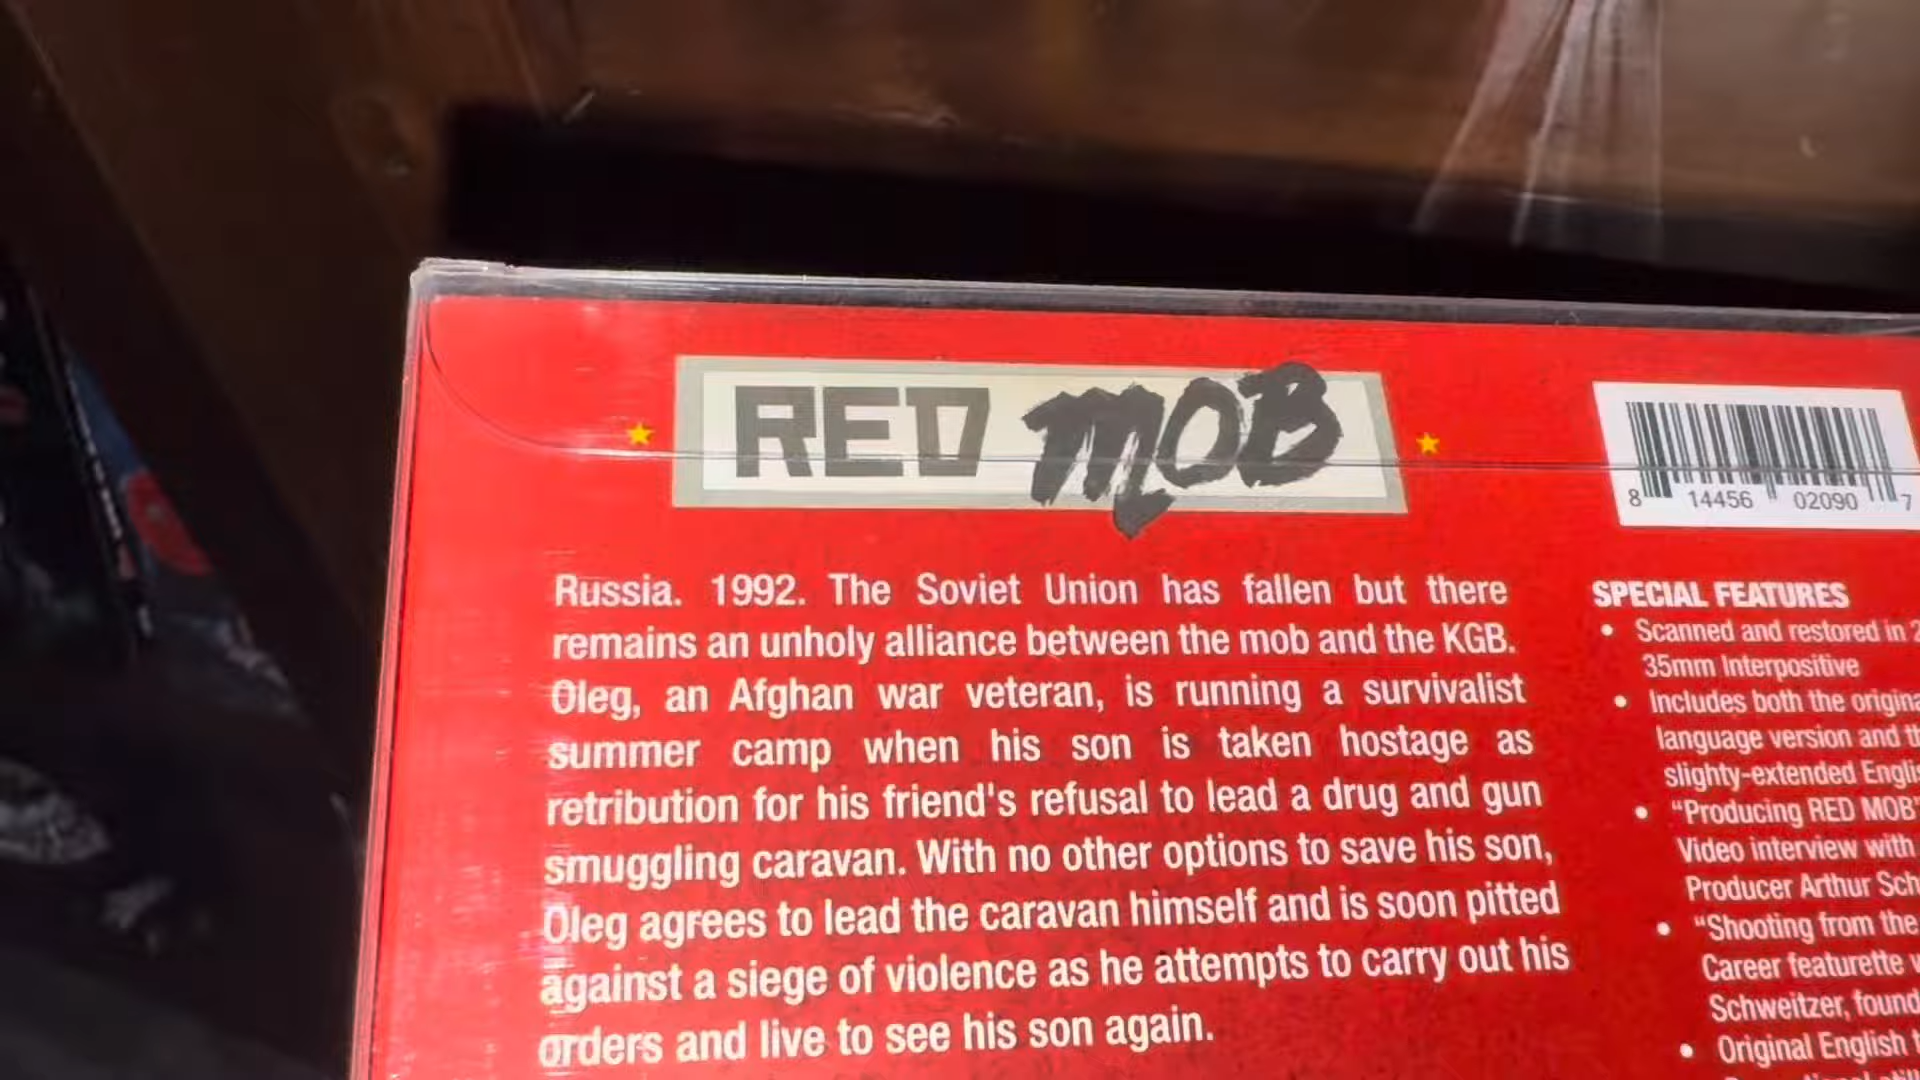 RED MOB
8 14456 02090 7
Russia. 1992. The Soviet Union has fallen but there
remains an unholy alliance between the mob and the KGB.
Oleg, an Afghan war veteran, is running a survivalist
summer camp when his son is taken hostage as
retribution for his friend's refusal to lead a drug and gun
smuggling caravan. With no other options to save his son,
Oleg agrees to lead the caravan himself and is soon pitted
against a siege of violence as he attempts to carry out his
orders and live to see his son again.
SPECIAL FEATURES
• Scanned and restored in
35mm Interpositive
• Includes both the
language version and
slighty-extended
• “Producing RED MOB”
Video interview with
Producer Arthur
• “Shooting from the
Career featurette
Schweitzer,
• Original English